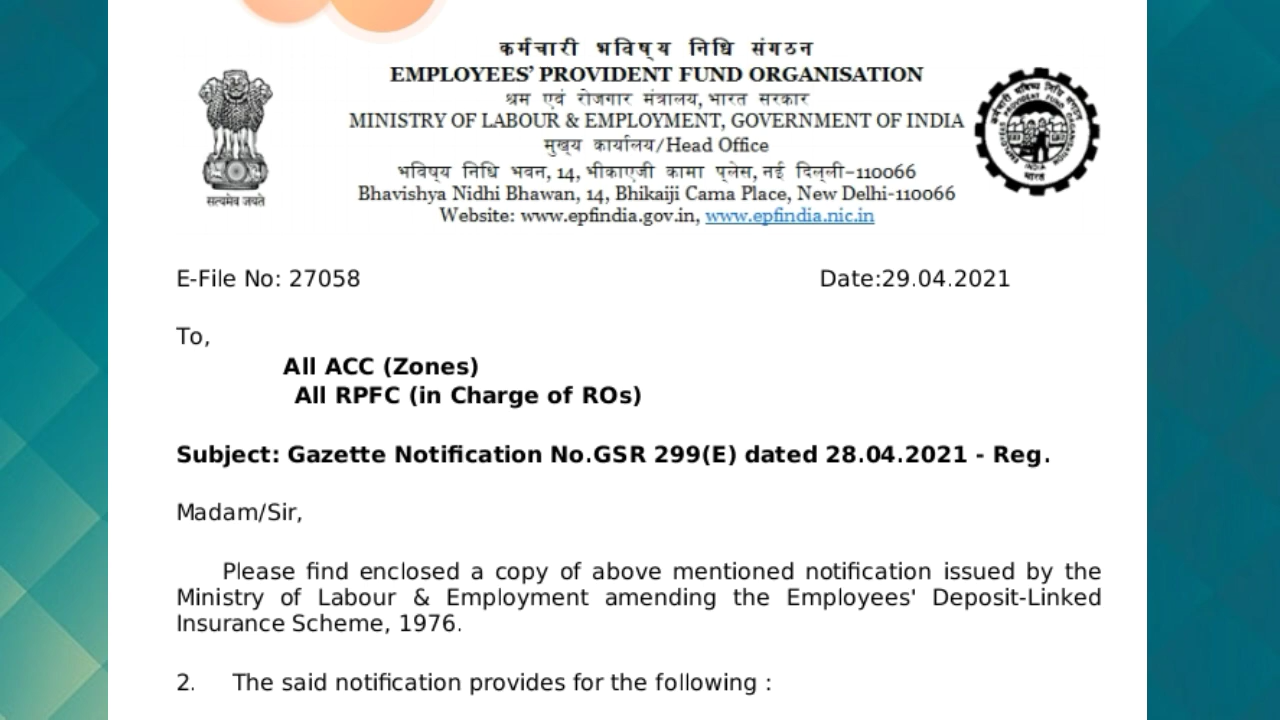 कर्मचारी भविष्य निधि संगठन
EMPLOYEES' PROVIDENT FUND ORGANISATION
श्रम एवं रोजगार मंत्रालय, भारत सरकार
MINISTRY OF LABOUR & EMPLOYMENT, GOVERNMENT OF INDIA
मुख्य कार्यालय/Head Office
भविष्य निधि भवन, 14, भीकाएजी कामा प्लेस, नई दिल्ली-110066
Bhavishya Nidhi Bhawan, 14, Bhikaiji Cama Place, New Delhi-110066
Website: www.epfindia.gov.in, www.epfindia.nic.in
सत्यमेव जयते
EMPLOYEES PROVIDENT FUND ORGANISATION
INDIA
भारत
E-File No: 27058 Date:29.04.2021
To,
All ACC (Zones)
All RPFC (in Charge of ROs)
Subject: Gazette Notification No.GSR 299(E) dated 28.04.2021 - Reg.
Madam/Sir,
Please find enclosed a copy of above mentioned notification issued by the
Ministry of Labour & Employment amending the Employees' Deposit-Linked
Insurance Scheme, 1976.
2. The said notification provides for the following :